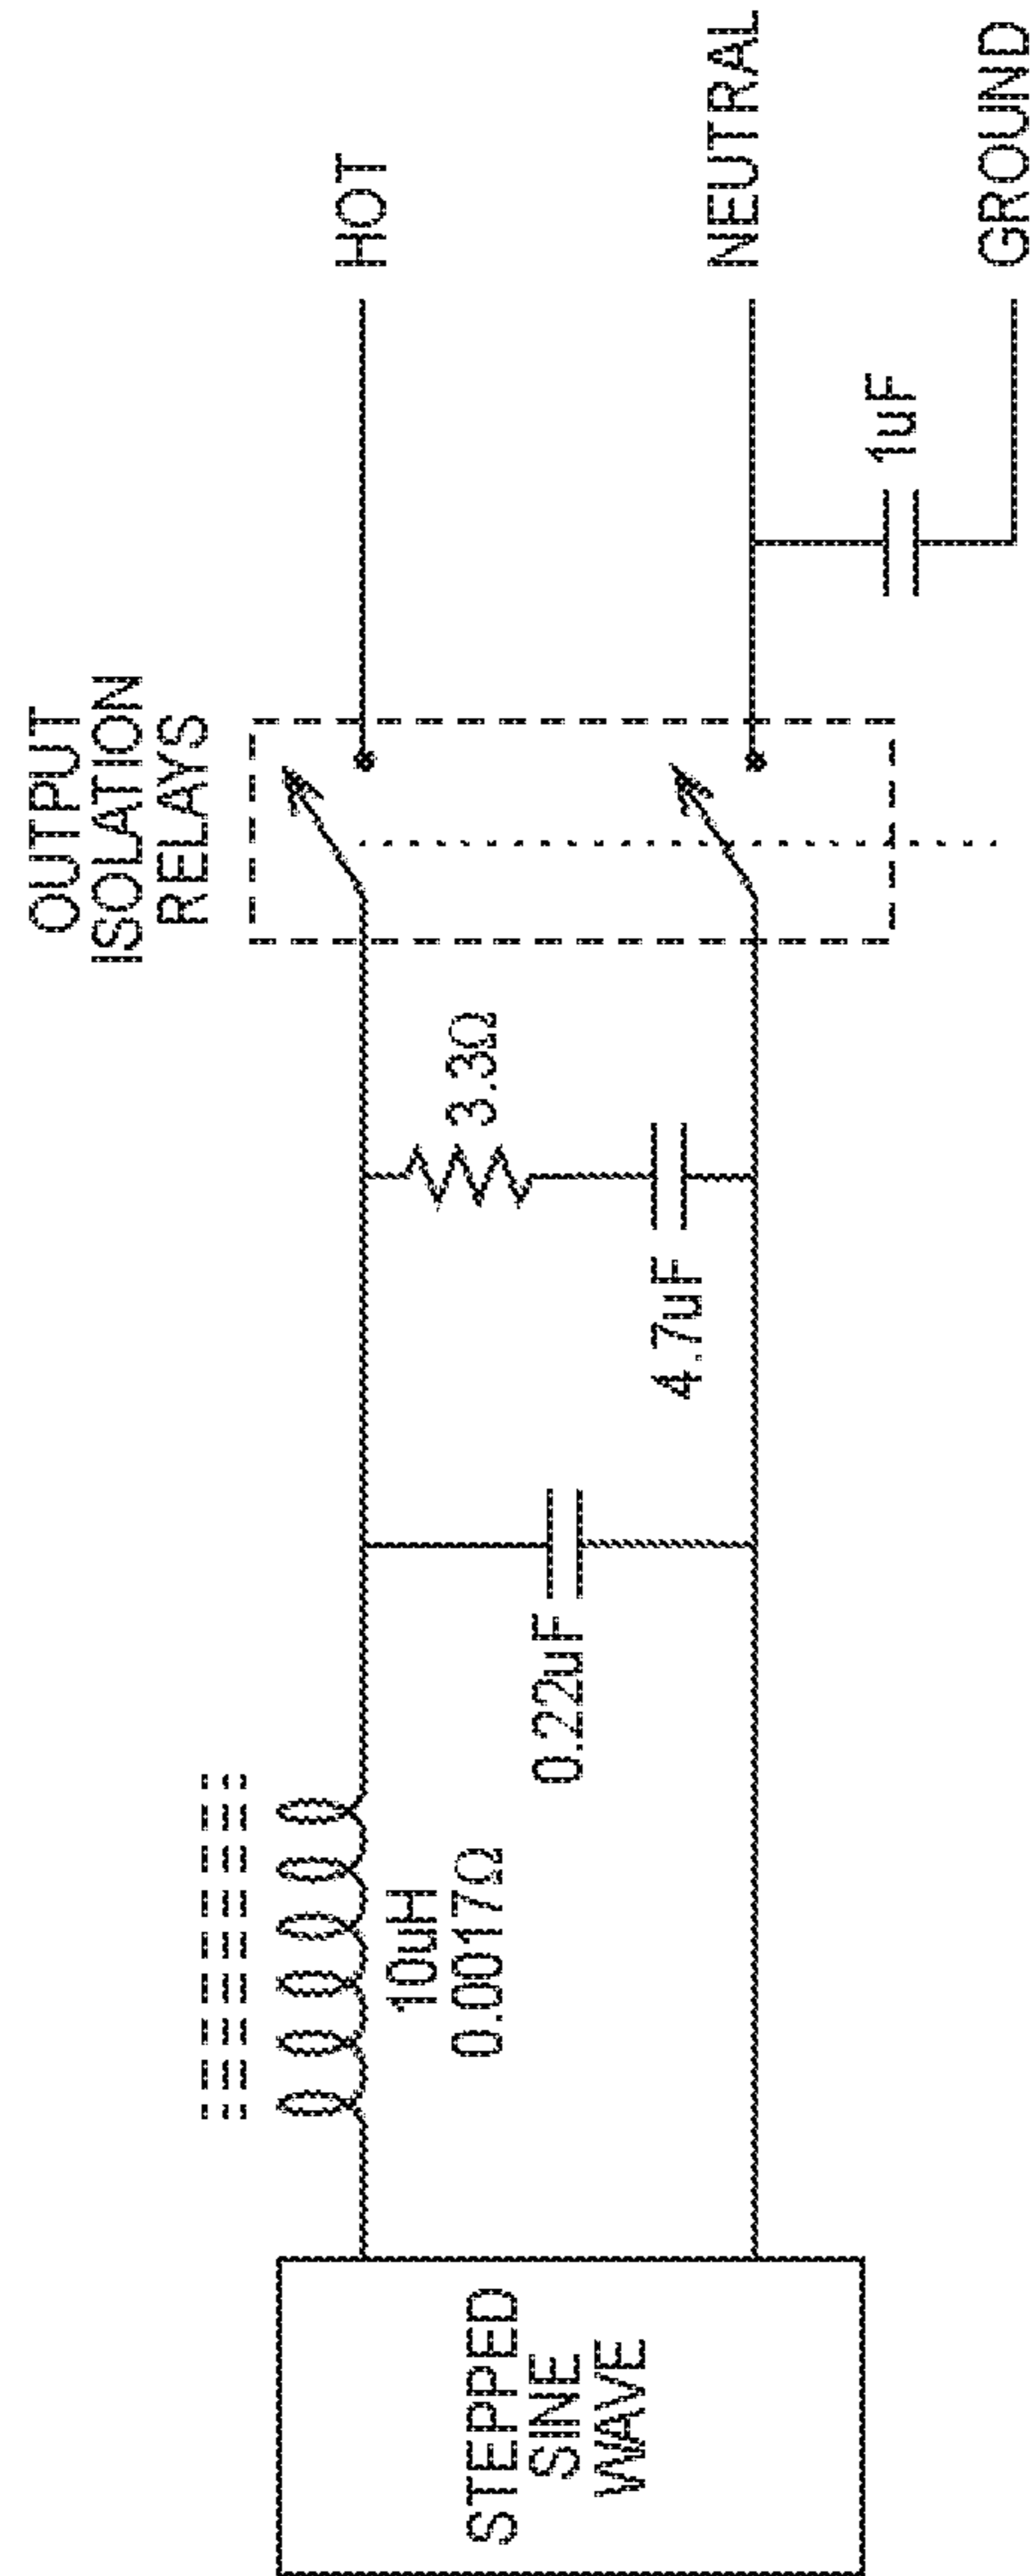 STEPPED
SINE
WAVE
10uH
0.0017Ω
0.22uF
4.7uF
3.3Ω
OUTPUT
ISOLATION
RELAYS
1uF
HOT
NEUTRAL
GROUND